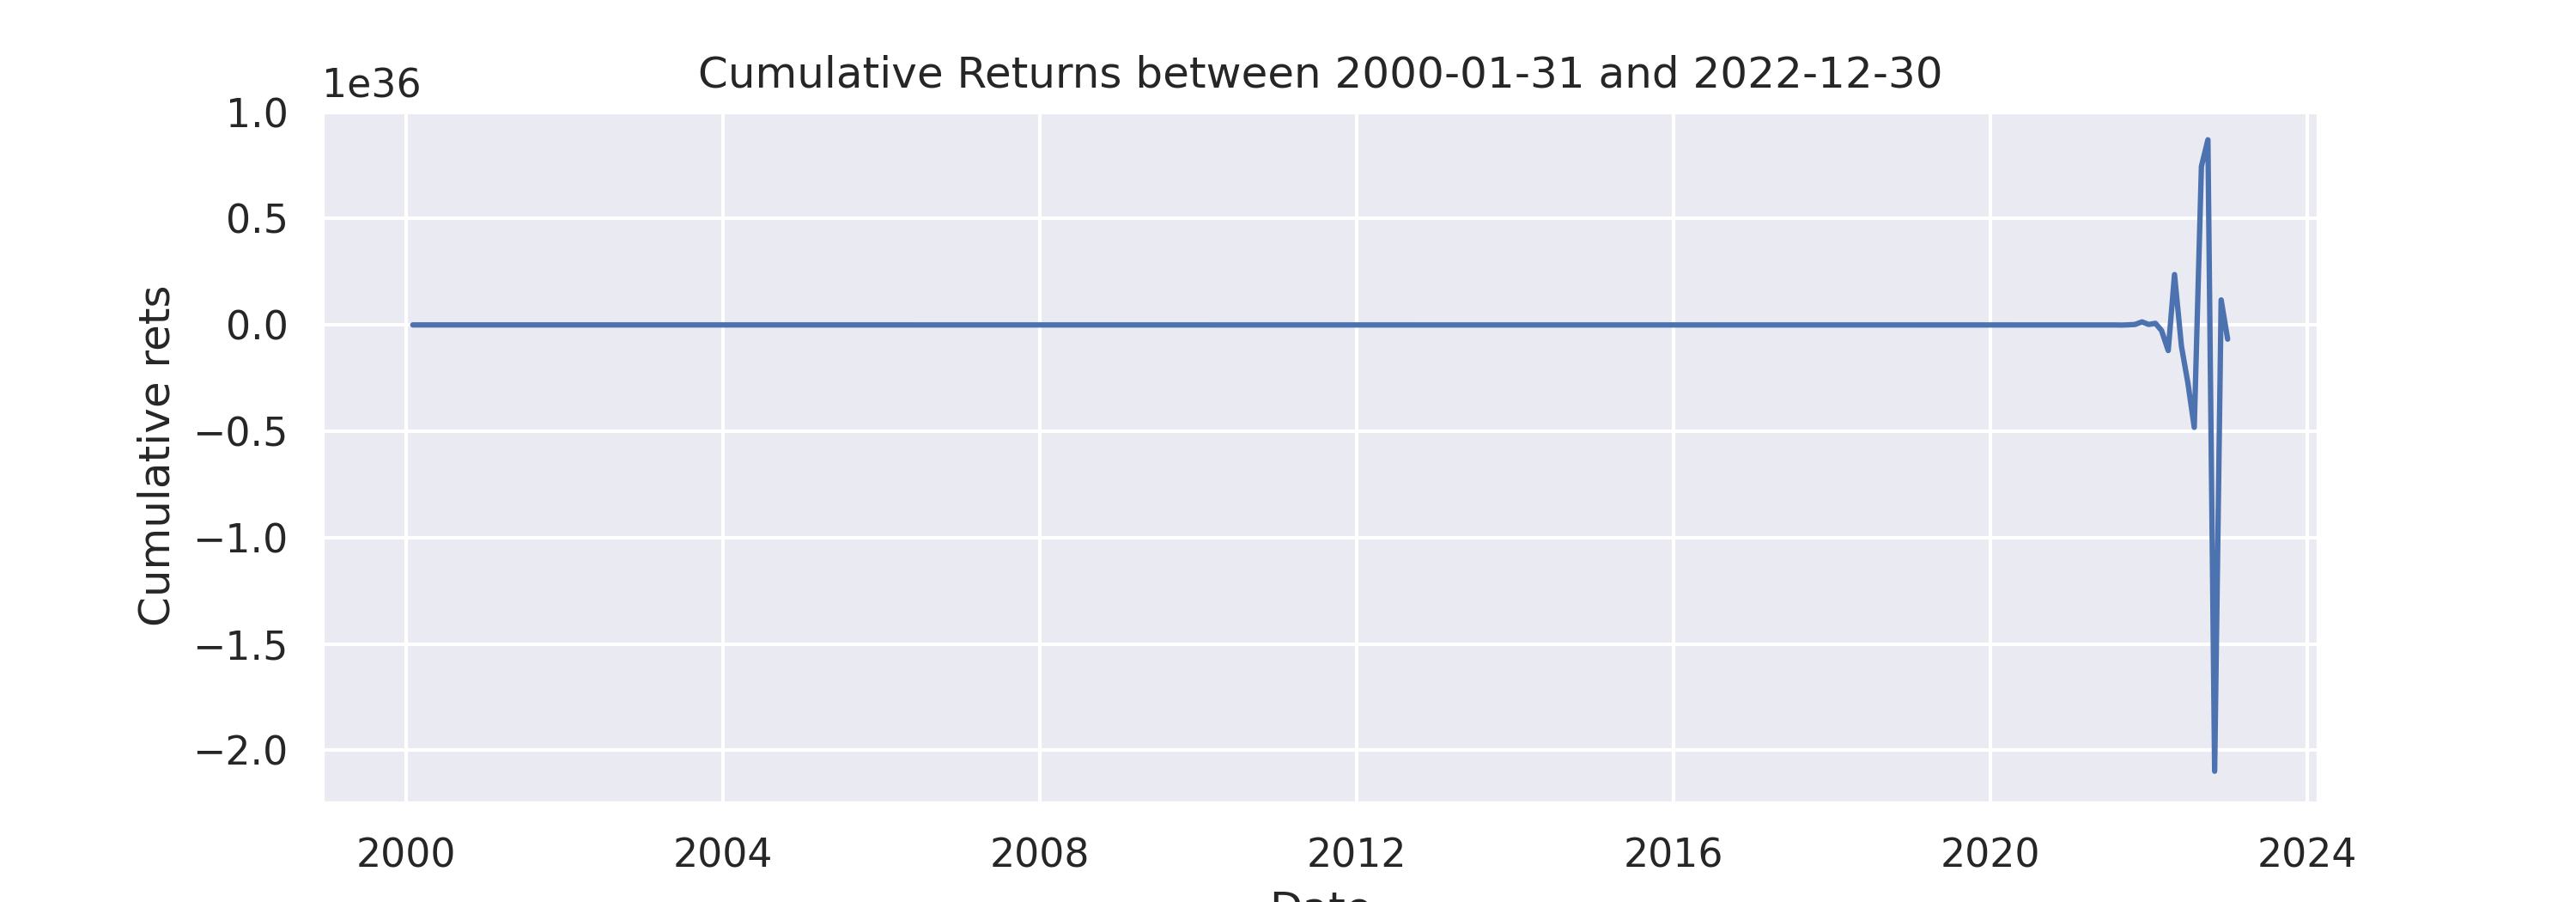 Cumulative Returns between 2000-01-31 and 2022-12-30
1e36
1.0
0.5
0.0
−0.5
−1.0
−1.5
−2.0
Cumulative rets
2000 2004 2008 2012 2016 2020 2024
Date